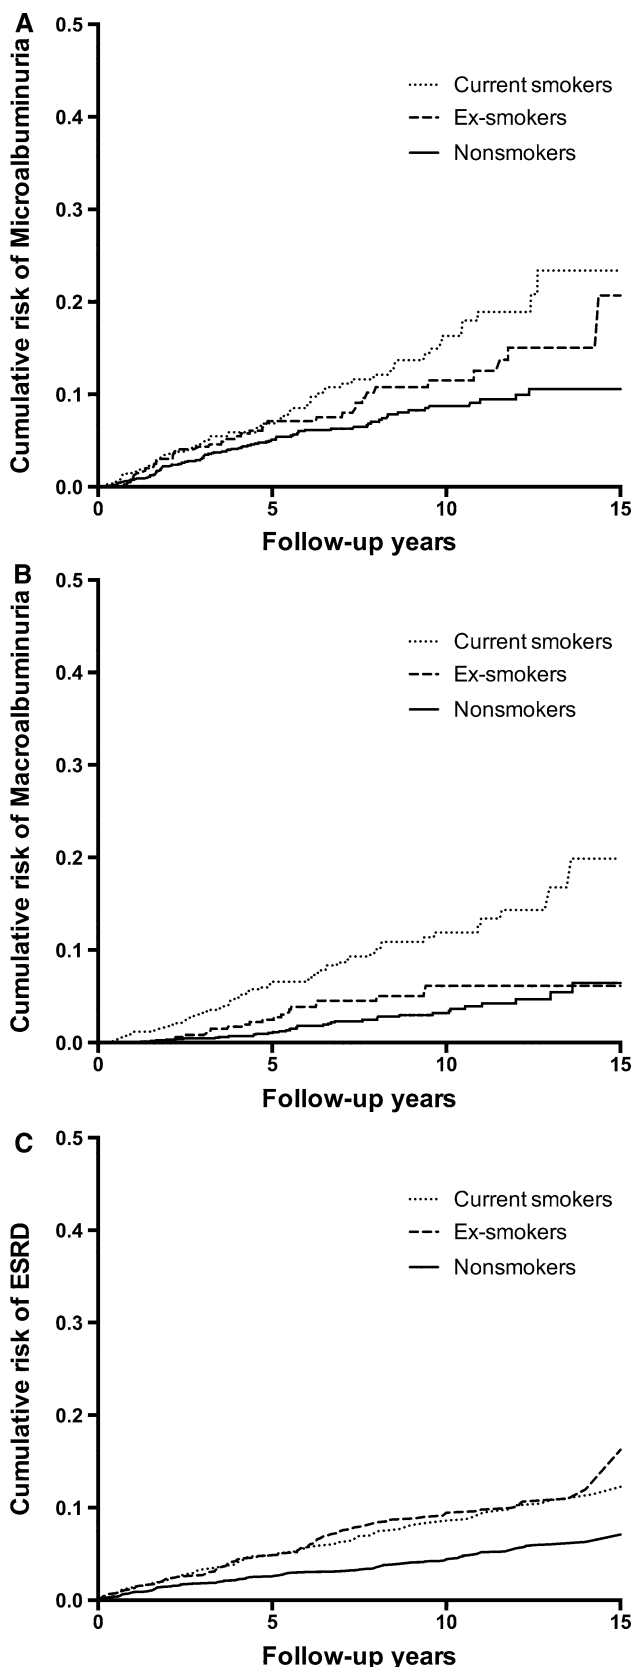 A
Cumulative risk of Microalbuminuria
0.5
0.4
0.3
0.2
0.1
0.0
Current smokers
Ex-smokers
Nonsmokers
0 5 10 15
Follow-up years
B
Cumulative risk of Macroalbuminuria
0.5
0.4
0.3
0.2
0.1
0.0
Current smokers
Ex-smokers
Nonsmokers
0 5 10 15
Follow-up years
C
Cumulative risk of ESRD
0.5
0.4
0.3
0.2
0.1
0.0
Current smokers
Ex-smokers
Nonsmokers
0 5 10 15
Follow-up years